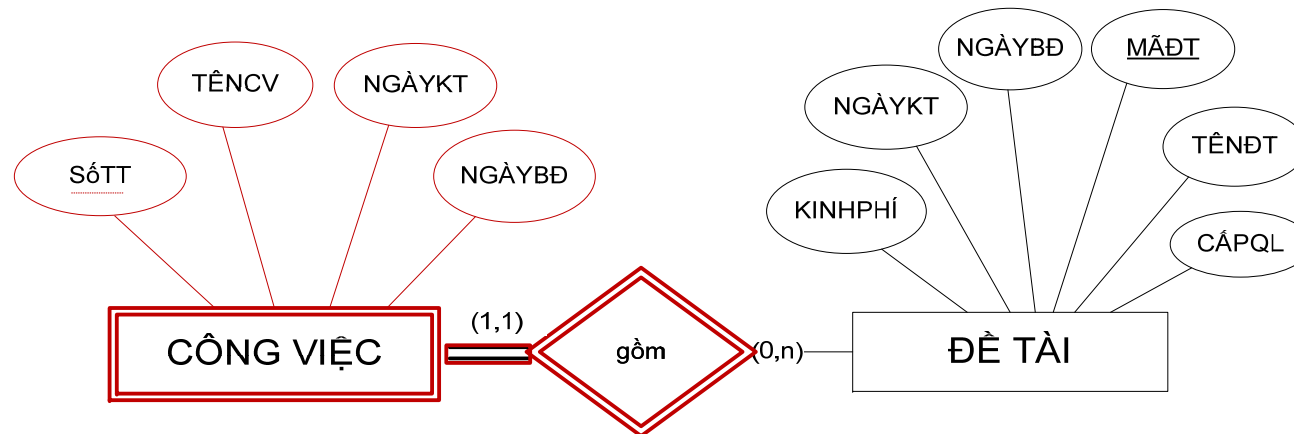 TÊNCV
NGÀYKT
SốTT
NGÀYBĐ
CÔNG VIỆC
(1,1)
gồm
(0,n)
NGÀYBĐ
MÃĐT
NGÀYKT
TÊNĐT
KINHPHÍ
CẤPQL
ĐỀ TÀI